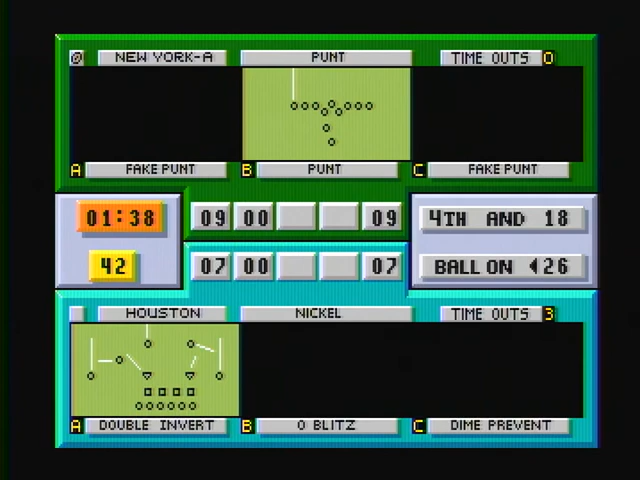 @ NEW YORK-A PUNT TIME OUTS 0
A FAKE PUNT B PUNT C FAKE PUNT
01:38 09 00 09 4TH AND 18
42 07 00 07 BALL ON ◀26
HOUSTON NICKEL TIME OUTS 3
A DOUBLE INVERT B 0 BLITZ C DIME PREVENT